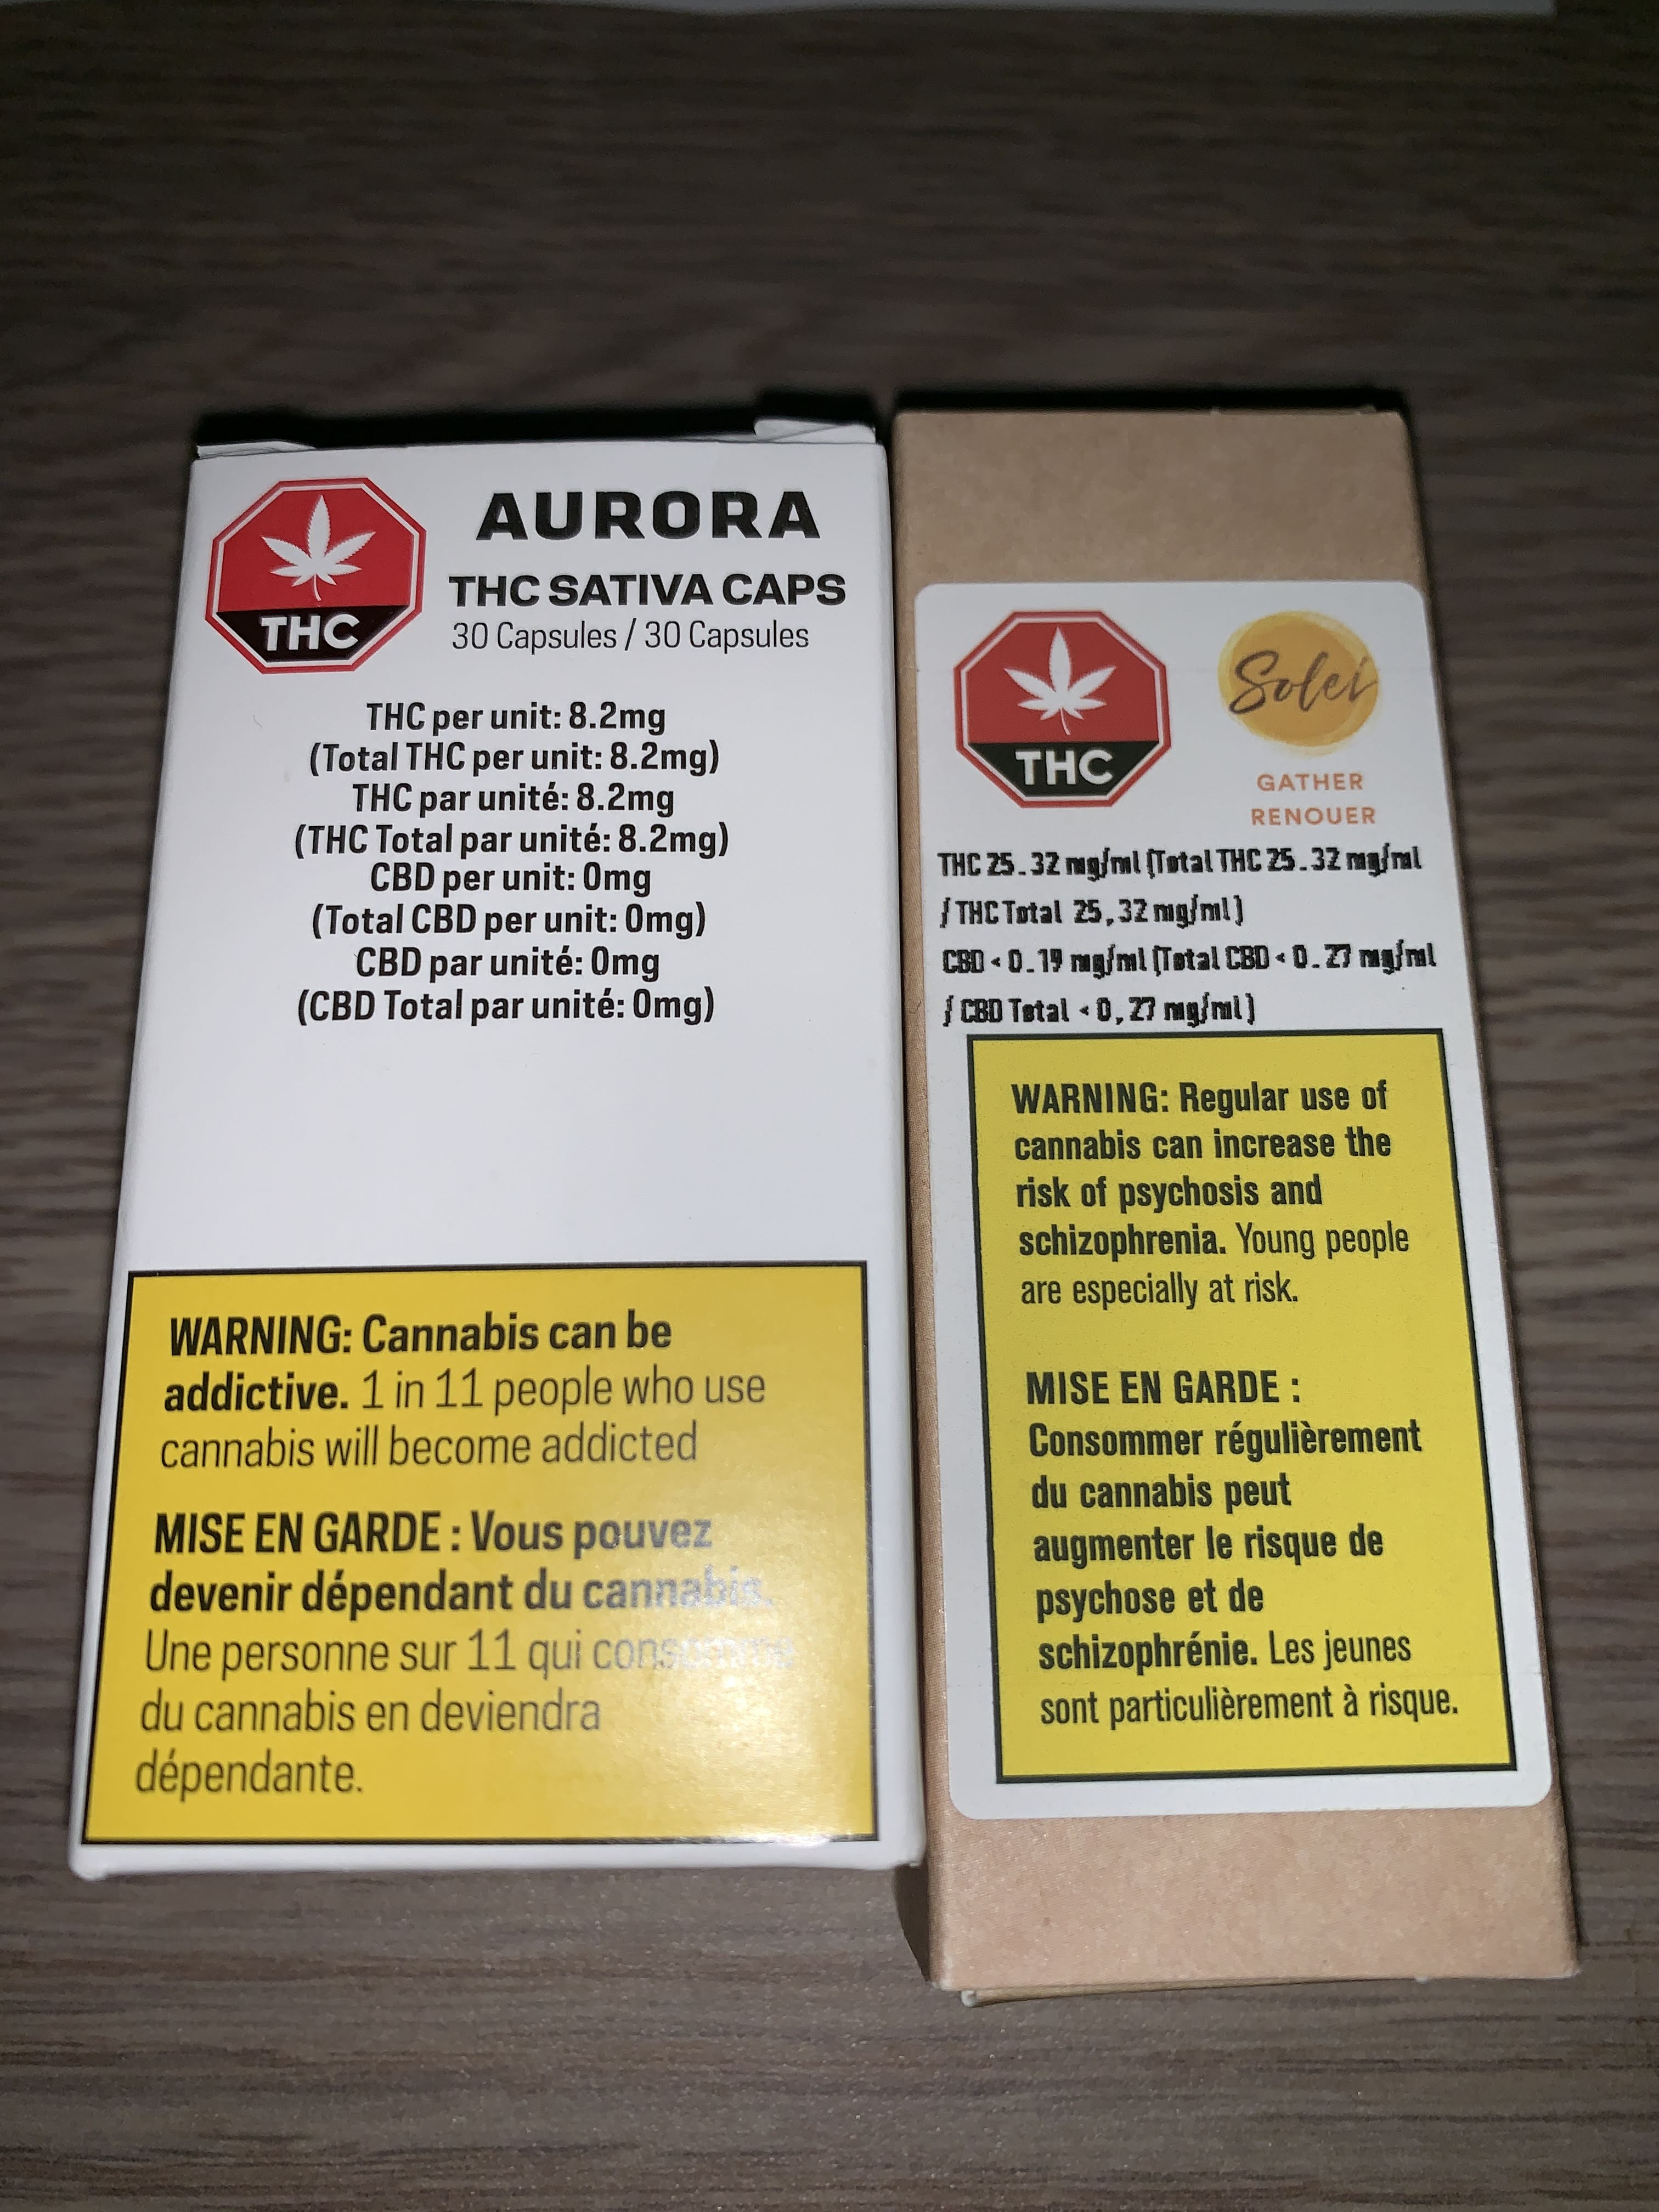 AURORA
THC SATIVA CAPS
30 Capsules / 30 Capsules
THC
THC per unit: 8.2mg
(Total THC per unit: 8.2mg)
THC par unité: 8.2mg
(THC Total par unité: 8.2mg)
CBD per unit: 0mg
(Total CBD per unit: 0mg)
CBD par unité: 0mg
(CBD Total par unité: 0mg)
WARNING: Cannabis can be
addictive. 1 in 11 people who use
cannabis will become addicted
MISE EN GARDE : Vous pouvez
devenir dépendant du cannabis.
Une personne sur 11 qui consomme
du cannabis en deviendra
dépendante.
THC
Solei
GATHER
RENOUER
THC 25.32 mg/ml (Total THC 25.32 mg/ml
/ THC Total 25,32 mg/ml)
CBD < 0.19 mg/ml (Total CBD < 0.27 mg/ml
/ CBD Total < 0,27 mg/ml)
WARNING: Regular use of
cannabis can increase the
risk of psychosis and
schizophrenia. Young people
are especially at risk.
MISE EN GARDE :
Consommer régulièrement
du cannabis peut
augmenter le risque de
psychose et de
schizophrénie. Les jeunes
sont particulièrement à risque.